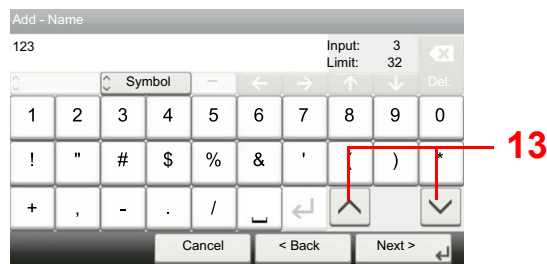 Add - Name
123
Input: 3
Limit: 32
Symbol
Del.
1 2 3 4 5 6 7 8 9 0
! " # $ % & ' ( ) *
+ , - . /
13
Cancel < Back Next >